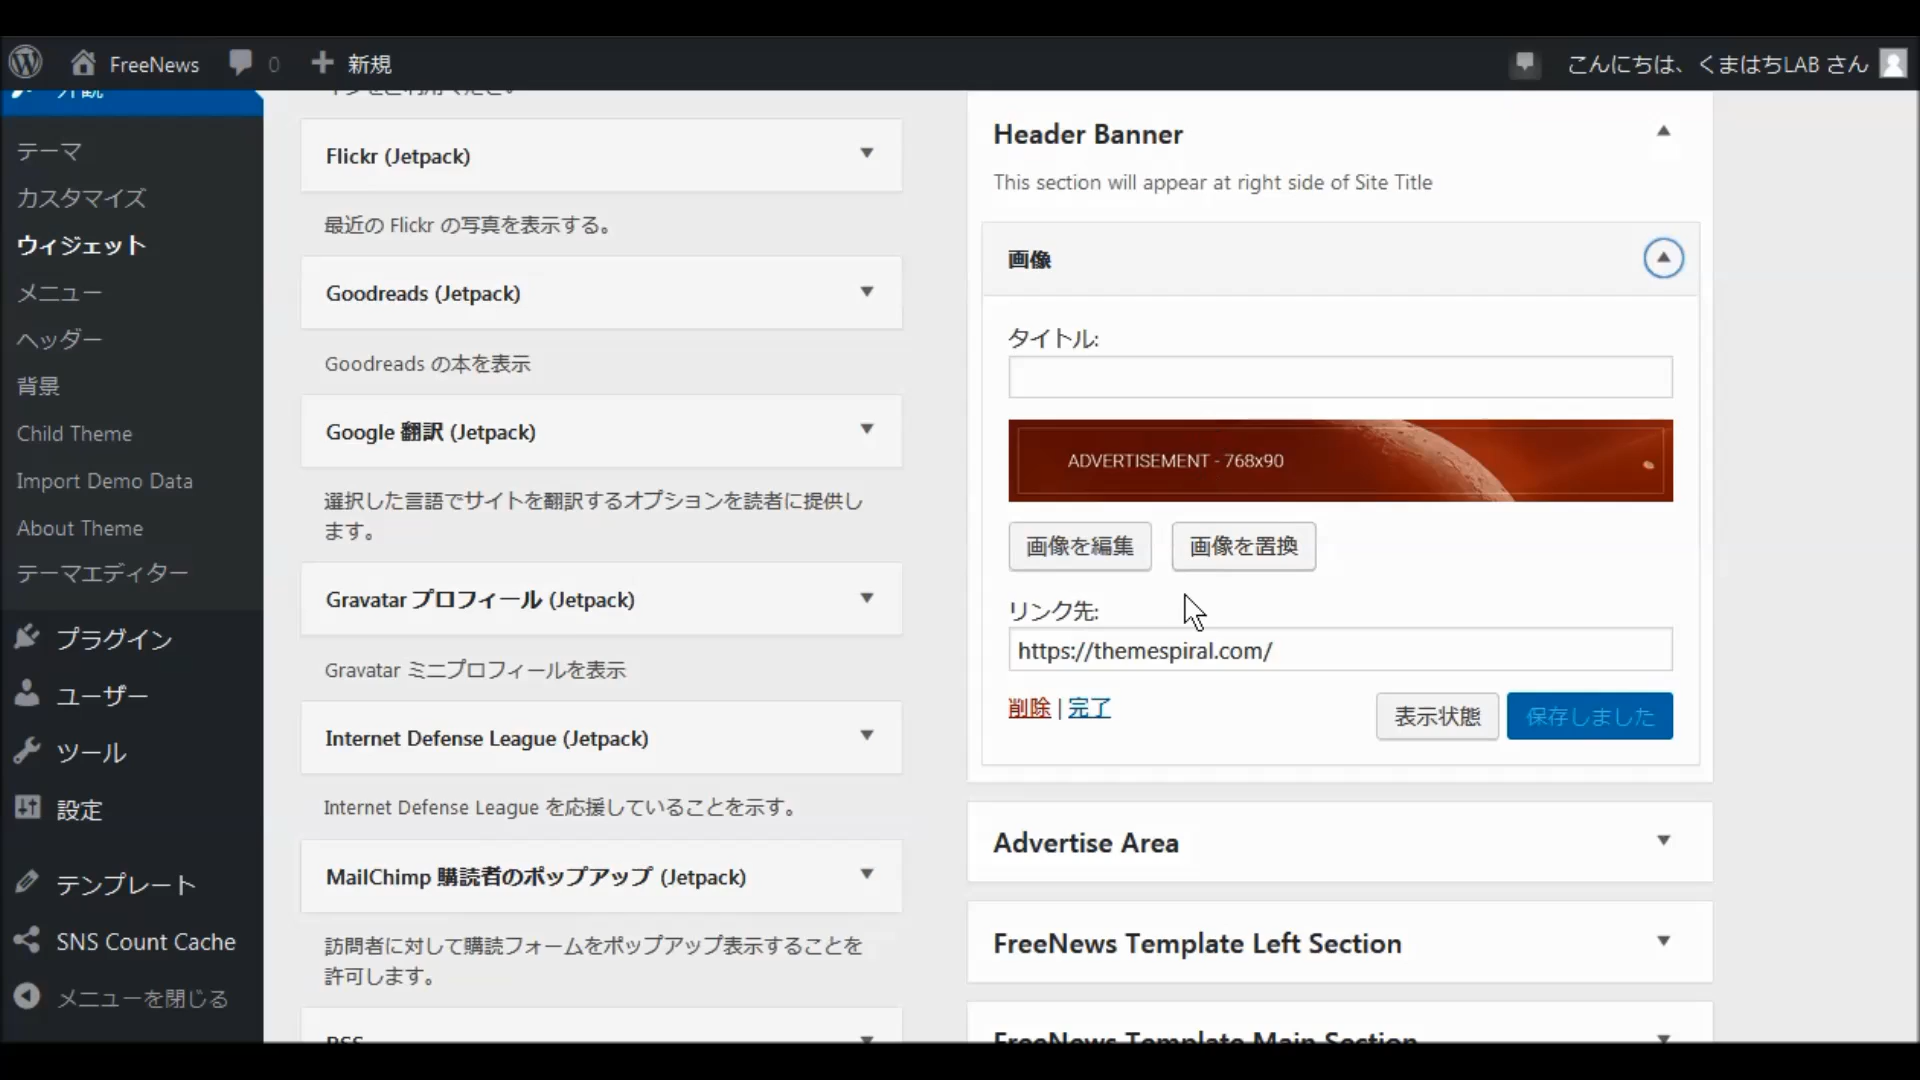 FreeNews
0
新規
こんにちは、くまはちLAB さん
外観
テーマ
カスタマイズ
ウィジェット
メニュー
ヘッダー
背景
Child Theme
Import Demo Data
About Theme
テーマエディター
プラグイン
ユーザー
ツール
設定
テンプレート
SNS Count Cache
メニューを閉じる
Flickr (Jetpack)
最近の Flickr の写真を表示する。
Goodreads (Jetpack)
Goodreads の本を表示
Google 翻訳 (Jetpack)
選択した言語でサイトを翻訳するオプションを読者に提供し
ます。
Gravatar プロフィール (Jetpack)
Gravatar ミニプロフィールを表示
Internet Defense League (Jetpack)
Internet Defense League を応援していることを示す。
MailChimp 購読者のポップアップ (Jetpack)
訪問者に対して購読フォームをポップアップ表示することを
許可します。
RSS
Header Banner
This section will appear at right side of Site Title
画像
タイトル:
ADVERTISEMENT - 768x90
画像を編集
画像を置換
リンク先:
https://themespiral.com/
削除 | 完了
表示状態
保存しました
Advertise Area
FreeNews Template Left Section
FreeNews Template Main Section